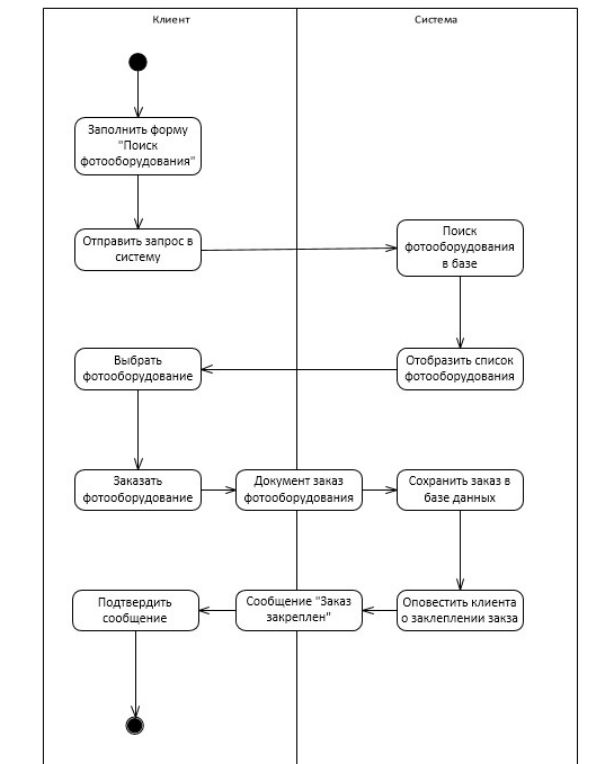 Клиент
Система
Заполнить форму
"Поиск
фотооборудования"
Отправить запрос в
систему
Поиск
фотооборудования
в базе
Выбрать
фотооборудование
Отобразить список
фотооборудования
Заказать
фотооборудование
Документ заказ
фотооборудования
Сохранить заказ в
базе данных
Подтвердить
сообщение
Сообщение "Заказ
закреплен"
Оповестить клиента
о заклеплении закза